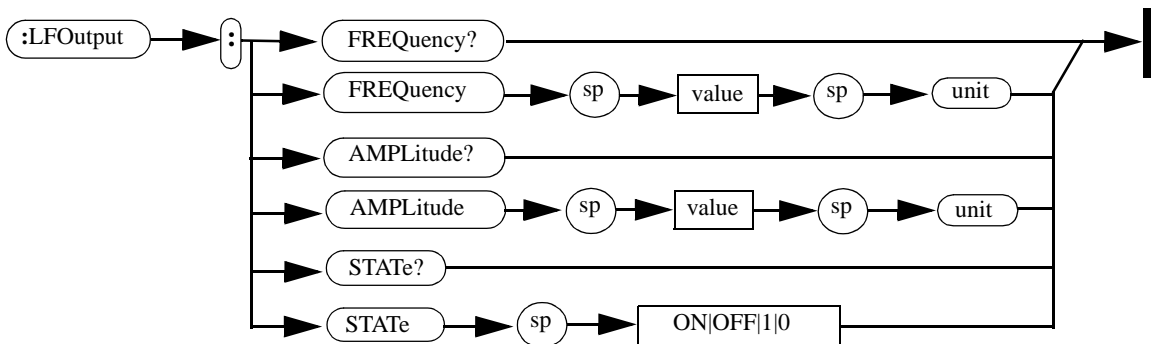 :LFOutput : FREQuency?
FREQuency sp value sp unit
AMPLitude?
AMPLitude sp value sp unit
STATe?
STATe sp ON|OFF|1|0